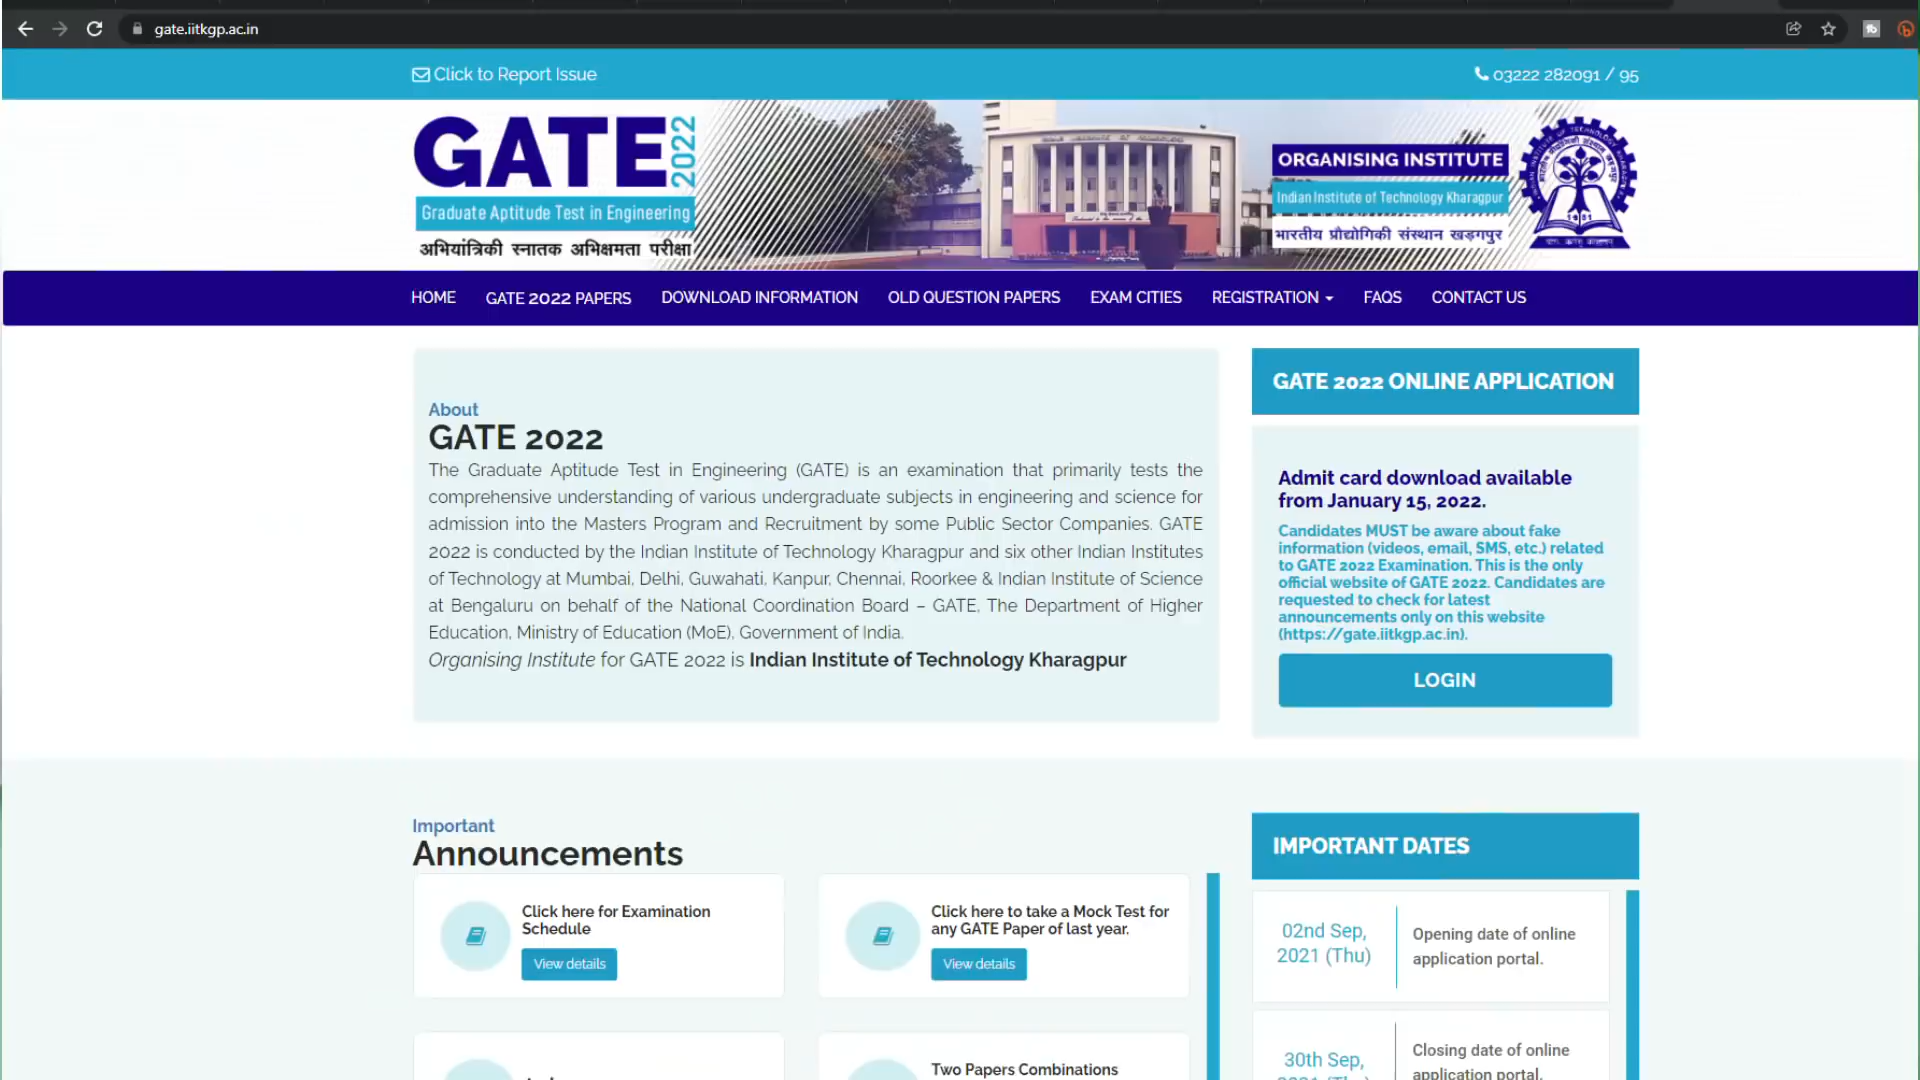 gate.iitkgp.ac.in
Click to Report Issue
03222 282091 / 95
GATE 2022
Graduate Aptitude Test in Engineering
अभियांत्रिकी स्नातक अभिक्षमता परीक्षा
ORGANISING INSTITUTE
Indian Institute of Technology Kharagpur
भारतीय प्रौद्योगिकी संस्थान खड़गपुर
HOME
GATE 2022 PAPERS
DOWNLOAD INFORMATION
OLD QUESTION PAPERS
EXAM CITIES
REGISTRATION
FAQS
CONTACT US
About
GATE 2022
The Graduate Aptitude Test in Engineering (GATE) is an examination that primarily tests the
comprehensive understanding of various undergraduate subjects in engineering and science for
admission into the Masters Program and Recruitment by some Public Sector Companies. GATE
2022 is conducted by the Indian Institute of Technology Kharagpur and six other Indian Institutes
of Technology at Mumbai, Delhi, Guwahati, Kanpur, Chennai, Roorkee & Indian Institute of Science
at Bengaluru on behalf of the National Coordination Board – GATE, The Department of Higher
Education, Ministry of Education (MoE), Government of India.
Organising Institute for GATE 2022 is Indian Institute of Technology Kharagpur
GATE 2022 ONLINE APPLICATION
Admit card download available
from January 15, 2022.
Candidates MUST be aware about fake
information (videos, email, SMS, etc.) related
to GATE 2022 Examination. This is the only
official website of GATE 2022. Candidates are
requested to check for latest
announcements only on this website
(https://gate.iitkgp.ac.in).
LOGIN
Important
Announcements
Click here for Examination
Schedule
View details
Click here to take a Mock Test for
any GATE Paper of last year.
View details
Two Papers Combinations
IMPORTANT DATES
02nd Sep,
2021 (Thu)
Opening date of online
application portal.
30th Sep,
2021 (Thu)
Closing date of online
application portal.